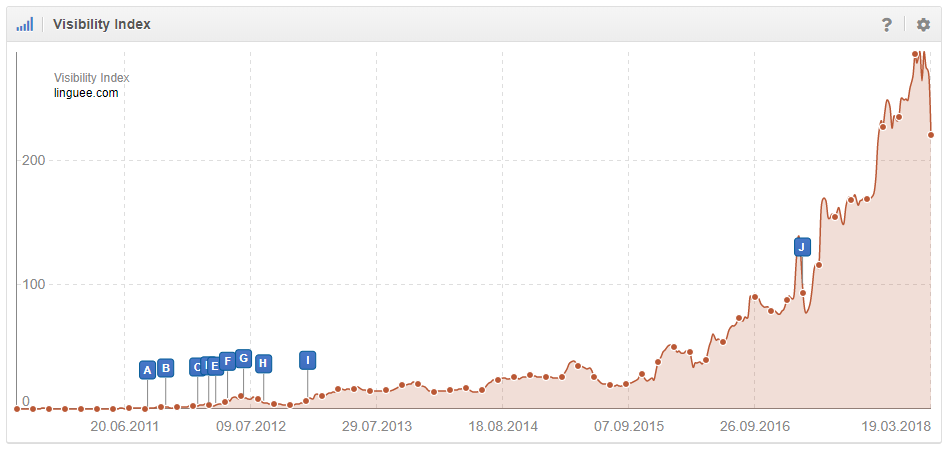 Visibility Index
?
Visibility Index
linguee.com
200
100
0
A
B
C
E
F
G
H
I
J
20.06.2011
09.07.2012
29.07.2013
18.08.2014
07.09.2015
26.09.2016
19.03.2018